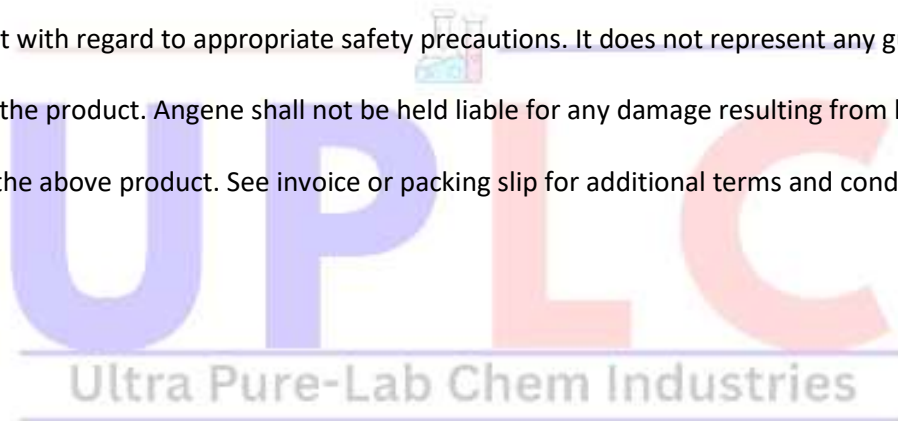 t with regard to appropriate safety precautions. It does not represent any g
the product. Angene shall not be held liable for any damage resulting from
the above product. See invoice or packing slip for additional terms and cond
UPLC
Ultra Pure-Lab Chem Industries